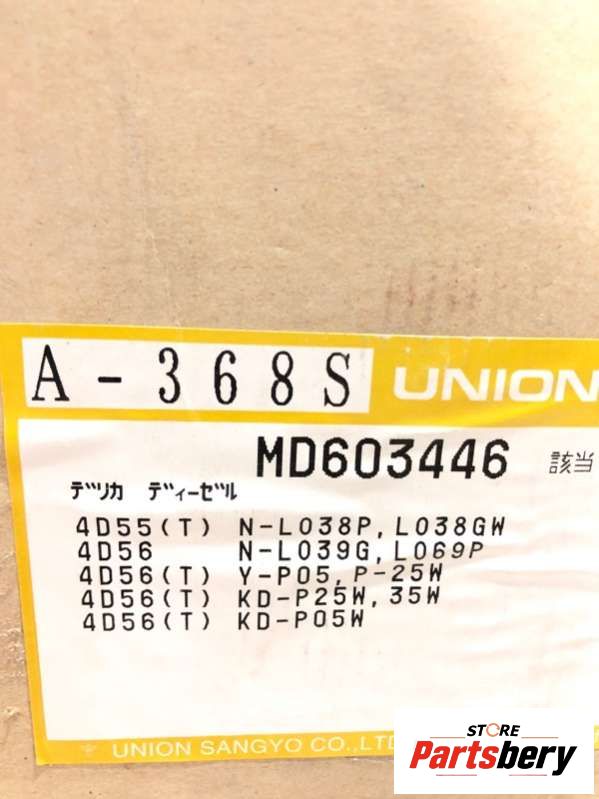 A-368S UNION
MD603446 該当
ﾃﾞﾘｶ ﾃﾞｨｰｾﾞﾙ
4D55(T) N-L038P, L038GW
4D56 N-L039G, L069P
4D56(T) Y-P05, P-25W
4D56(T) KD-P25W, 35W
4D56(T) KD-P05W
UNION SANGYO CO., LTD
STORE
Partsbery